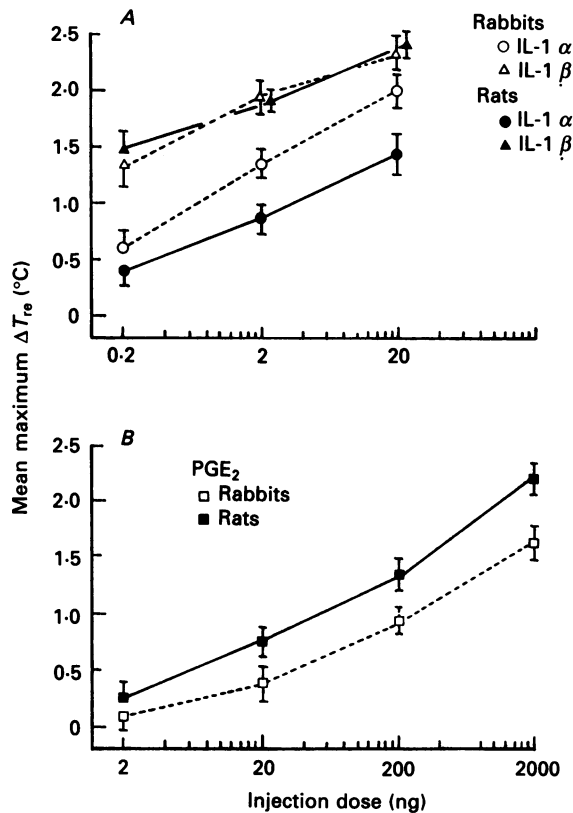 A
Rabbits
IL-1 α
IL-1 β
Rats
IL-1 α
IL-1 β
2·5
2·0
1·5
1·0
0·5
0
0·2
2
20
Mean maximum ΔTre (°C)
B
PGE2
Rabbits
Rats
2·5
2·0
1·5
1·0
0·5
0
2
20
200
2000
Injection dose (ng)